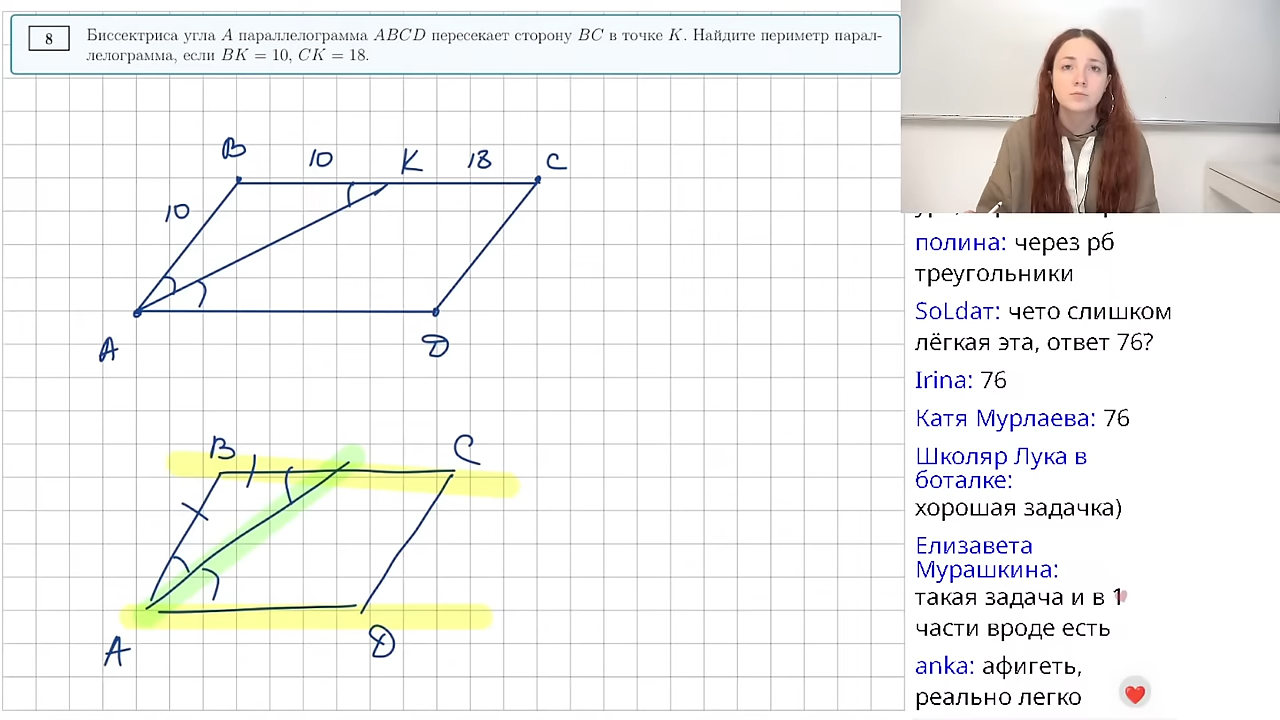 8
Биссектриса угла A параллелограмма ABCD пересекает сторону BC в точке K. Найдите периметр парал-
лелограмма, если BK = 10, CK = 18.
B 10 K 18 C
10
A D
B C
A D
полина: через рб
треугольники
SoLdaт: чето слишком
лёгкая эта, ответ 76?
Irina: 76
Катя Мурлаева: 76
Школяр Лука в
боталке:
хорошая задачка)
Елизавета
Мурашкина:
такая задача и в 1
части вроде есть
anka: афигеть,
реально легко